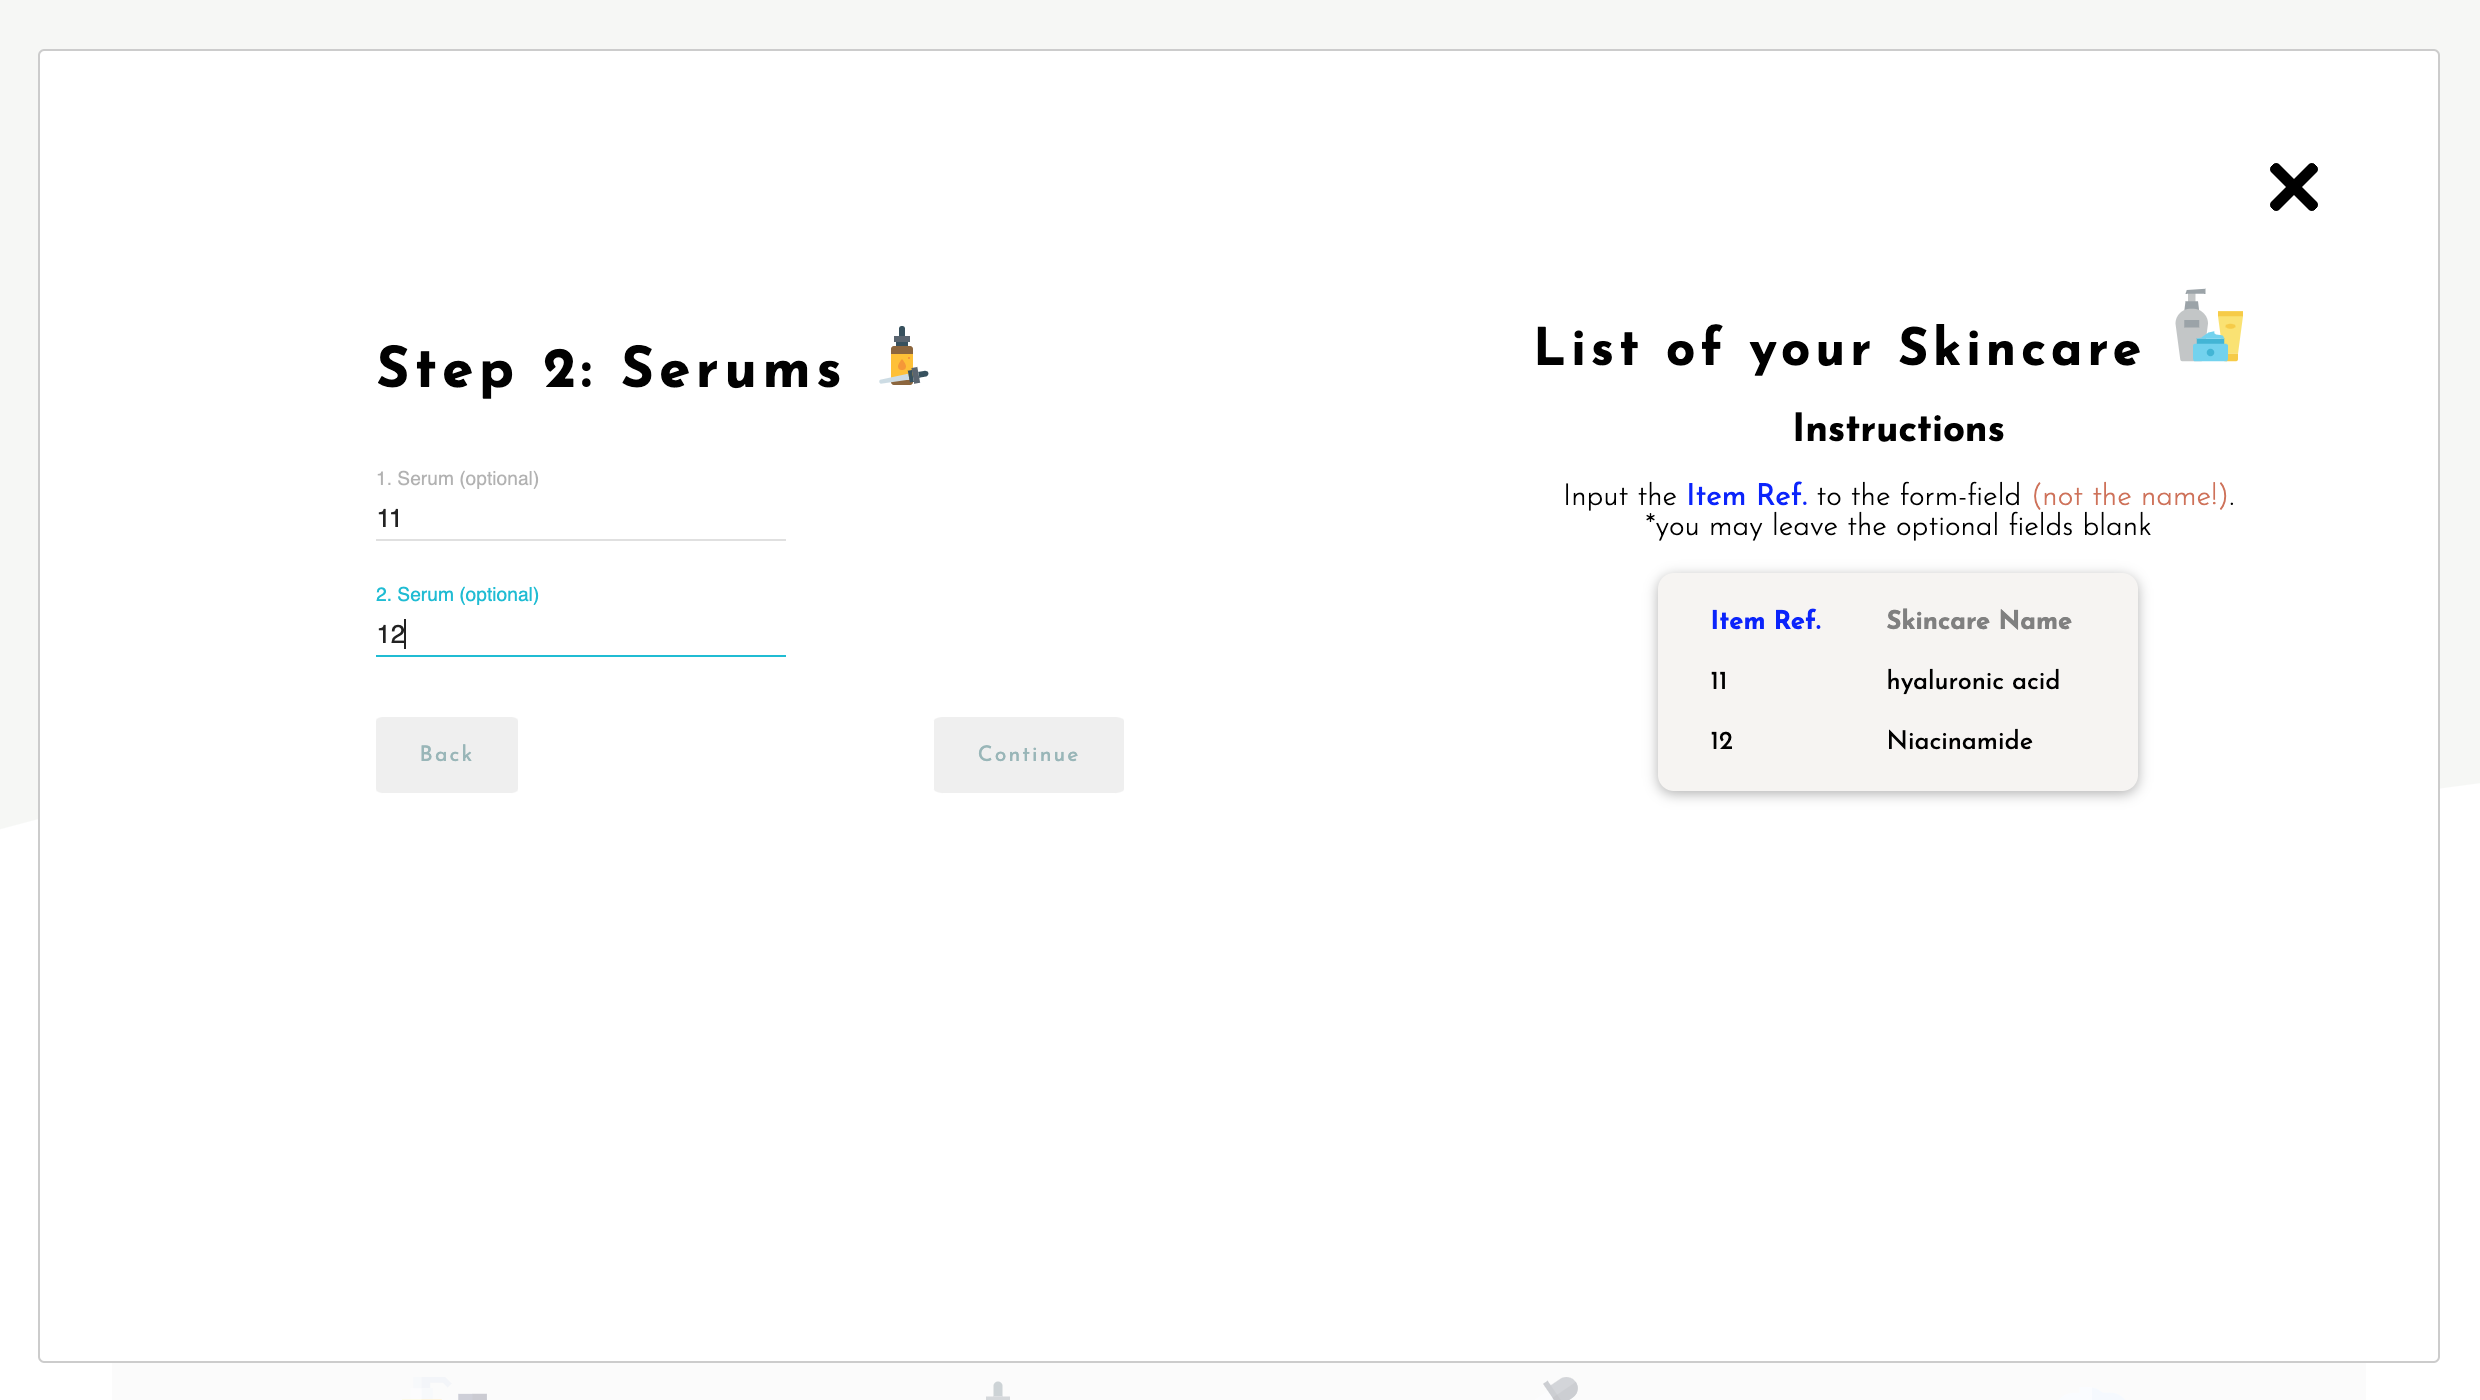 Step 2: Serums
1. Serum (optional)
11
2. Serum (optional)
12
Back
Continue
List of your Skincare
Instructions
Input the Item Ref. to the form-field (not the name!).
*you may leave the optional fields blank
Item Ref. Skincare Name
11 hyaluronic acid
12 Niacinamide